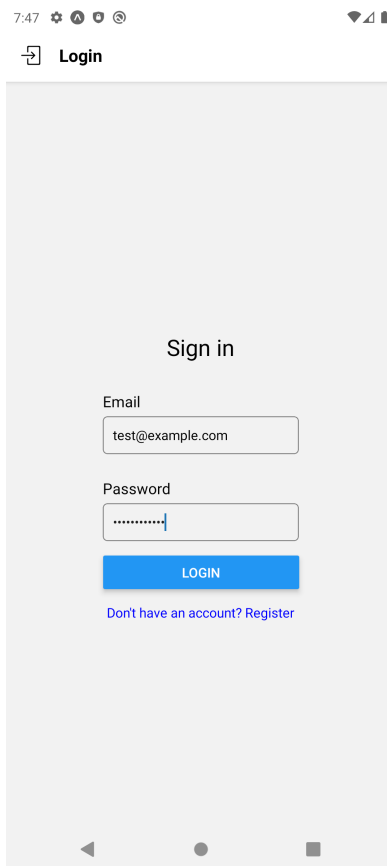 7:47
Login
Sign in
Email
test@example.com
Password
••••••••••••
LOGIN
Don't have an account? Register